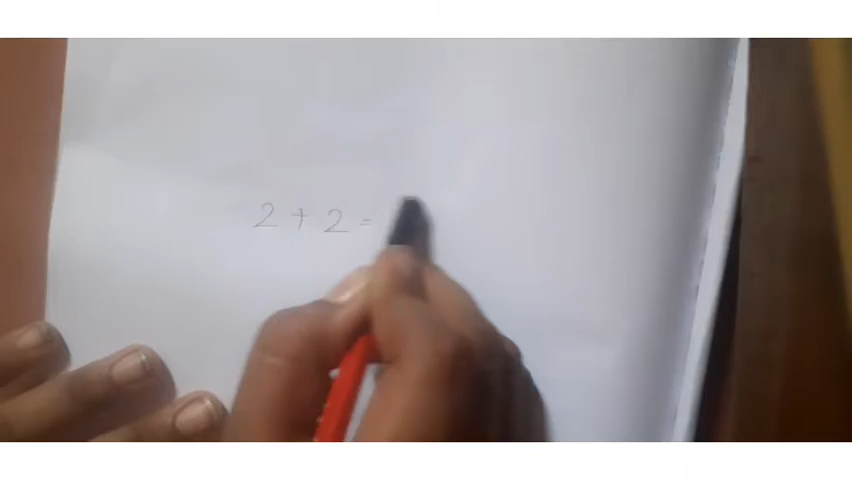 2 + 2 =